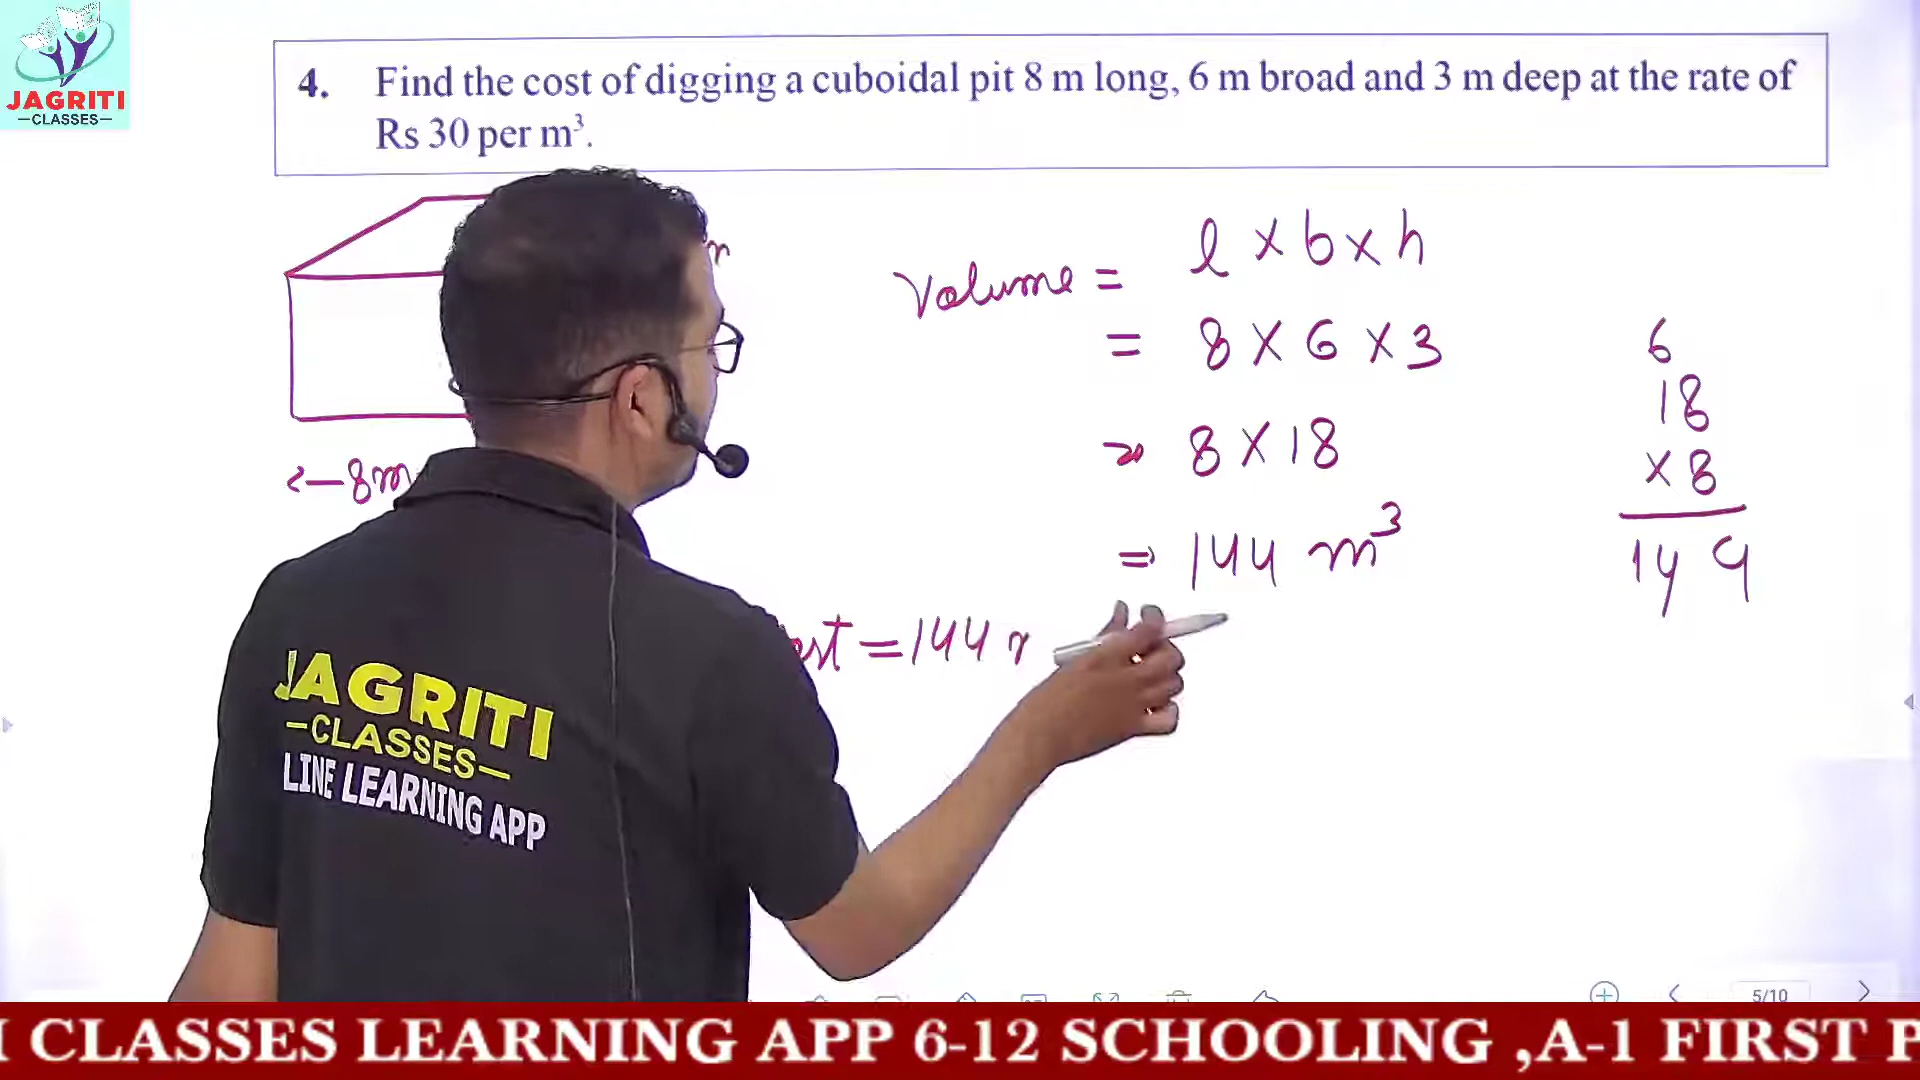 JAGRITI
—CLASSES—
4. Find the cost of digging a cuboidal pit 8 m long, 6 m broad and 3 m deep at the rate of
Rs 30 per m³.
Volume = l × b × h
= 8 × 6 × 3
8 × 18
= 144 m³
6
18
× 8
144
8m
= 144
JAGRITI
—CLASSES—
LINE LEARNING APP
5/10
CLASSES LEARNING APP 6-12 SCHOOLING ,A-1 FIRST P